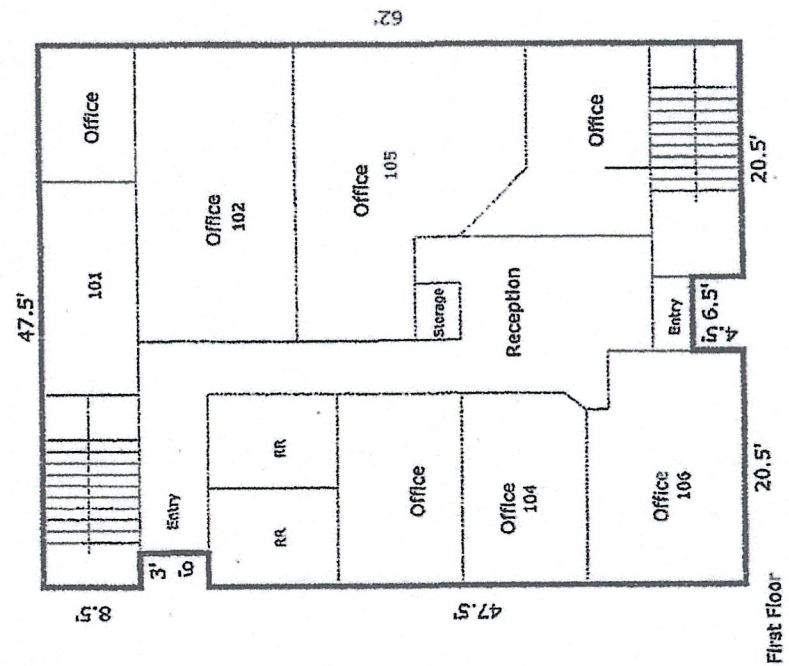 62'
47.5'
Office
101
Office
102
Office
105
Office
Storage
Reception
Entry
6.5'
4.5'
20.5'
Entry
3'
6'
RR
RR
Office
Office
104
Office
106
20.5'
8.5'
47.5'
First Floor